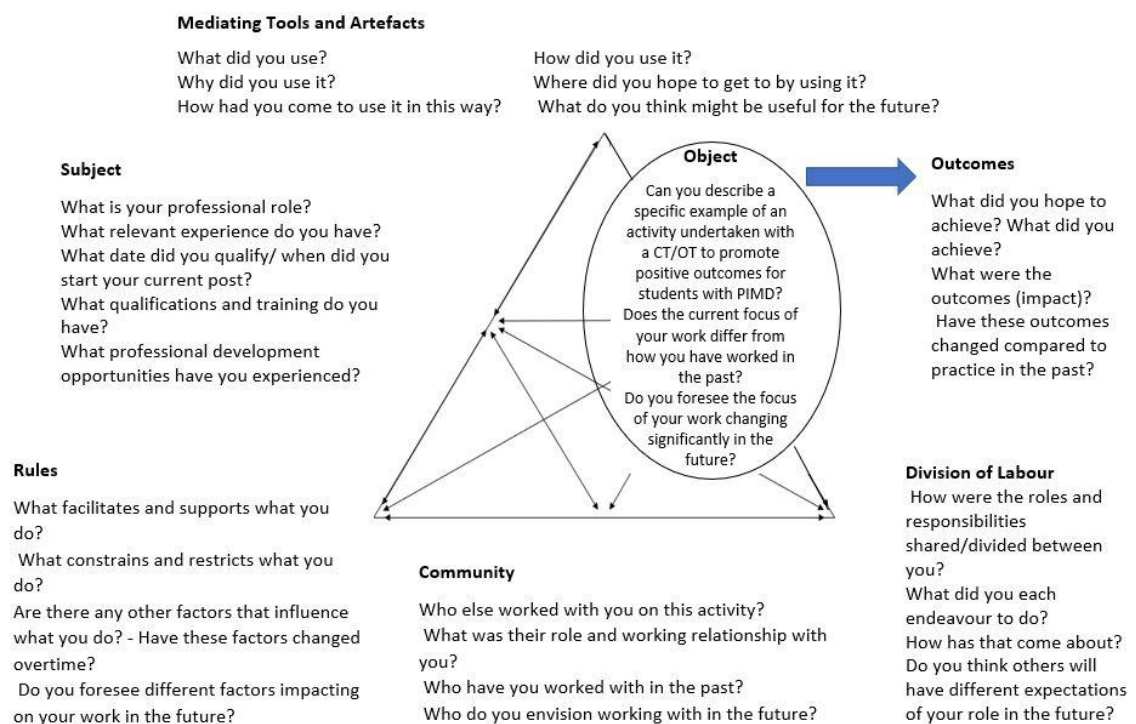 Mediating Tools and Artefacts
What did you use?
Why did you use it?
How had you come to use it in this way?
How did you use it?
Where did you hope to get to by using it?
What do you think might be useful for the future?
Subject
What is your professional role?
What relevant experience do you have?
What date did you qualify/ when did you
start your current post?
What qualifications and training do you
have?
What professional development
opportunities have you experienced?
Object
Can you describe a
specific example of an
activity undertaken with
a CT/OT to promote
positive outcomes for
students with PIMD?
Does the current focus of
your work differ from
how you have worked in
the past?
Do you foresee the focus
of your work changing
significantly in the
future?
Outcomes
What did you hope to
achieve? What did you
achieve?
What were the
outcomes (impact)?
Have these outcomes
changed compared to
practice in the past?
Rules
What facilitates and supports what you
do?
What constrains and restricts what you
do?
Are there any other factors that influence
what you do? - Have these factors changed
overtime?
Do you foresee different factors impacting
on your work in the future?
Community
Who else worked with you on this activity?
What was their role and working relationship with
you?
Who have you worked with in the past?
Who do you envision working with in the future?
Division of Labour
How were the roles and
responsibilities
shared/divided between
you?
What did you each
endeavour to do?
How has that come about?
Do you think others will
have different expectations
of your role in the future?